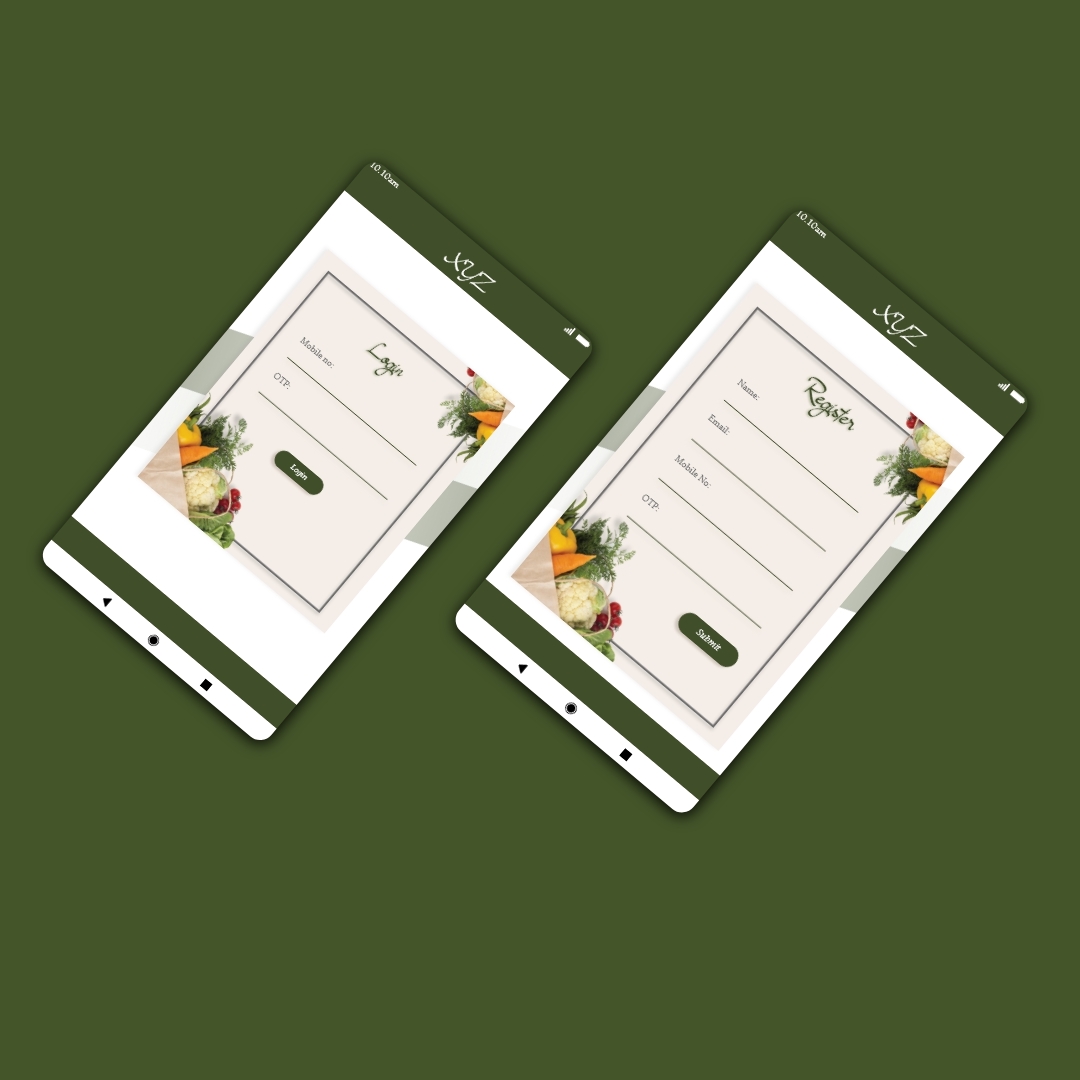 10.10am
XYZ
Login
Mobile no:
OTP:
Login
10.10am
XYZ
Register
Name:
Email:
Mobile No:
OTP:
Submit